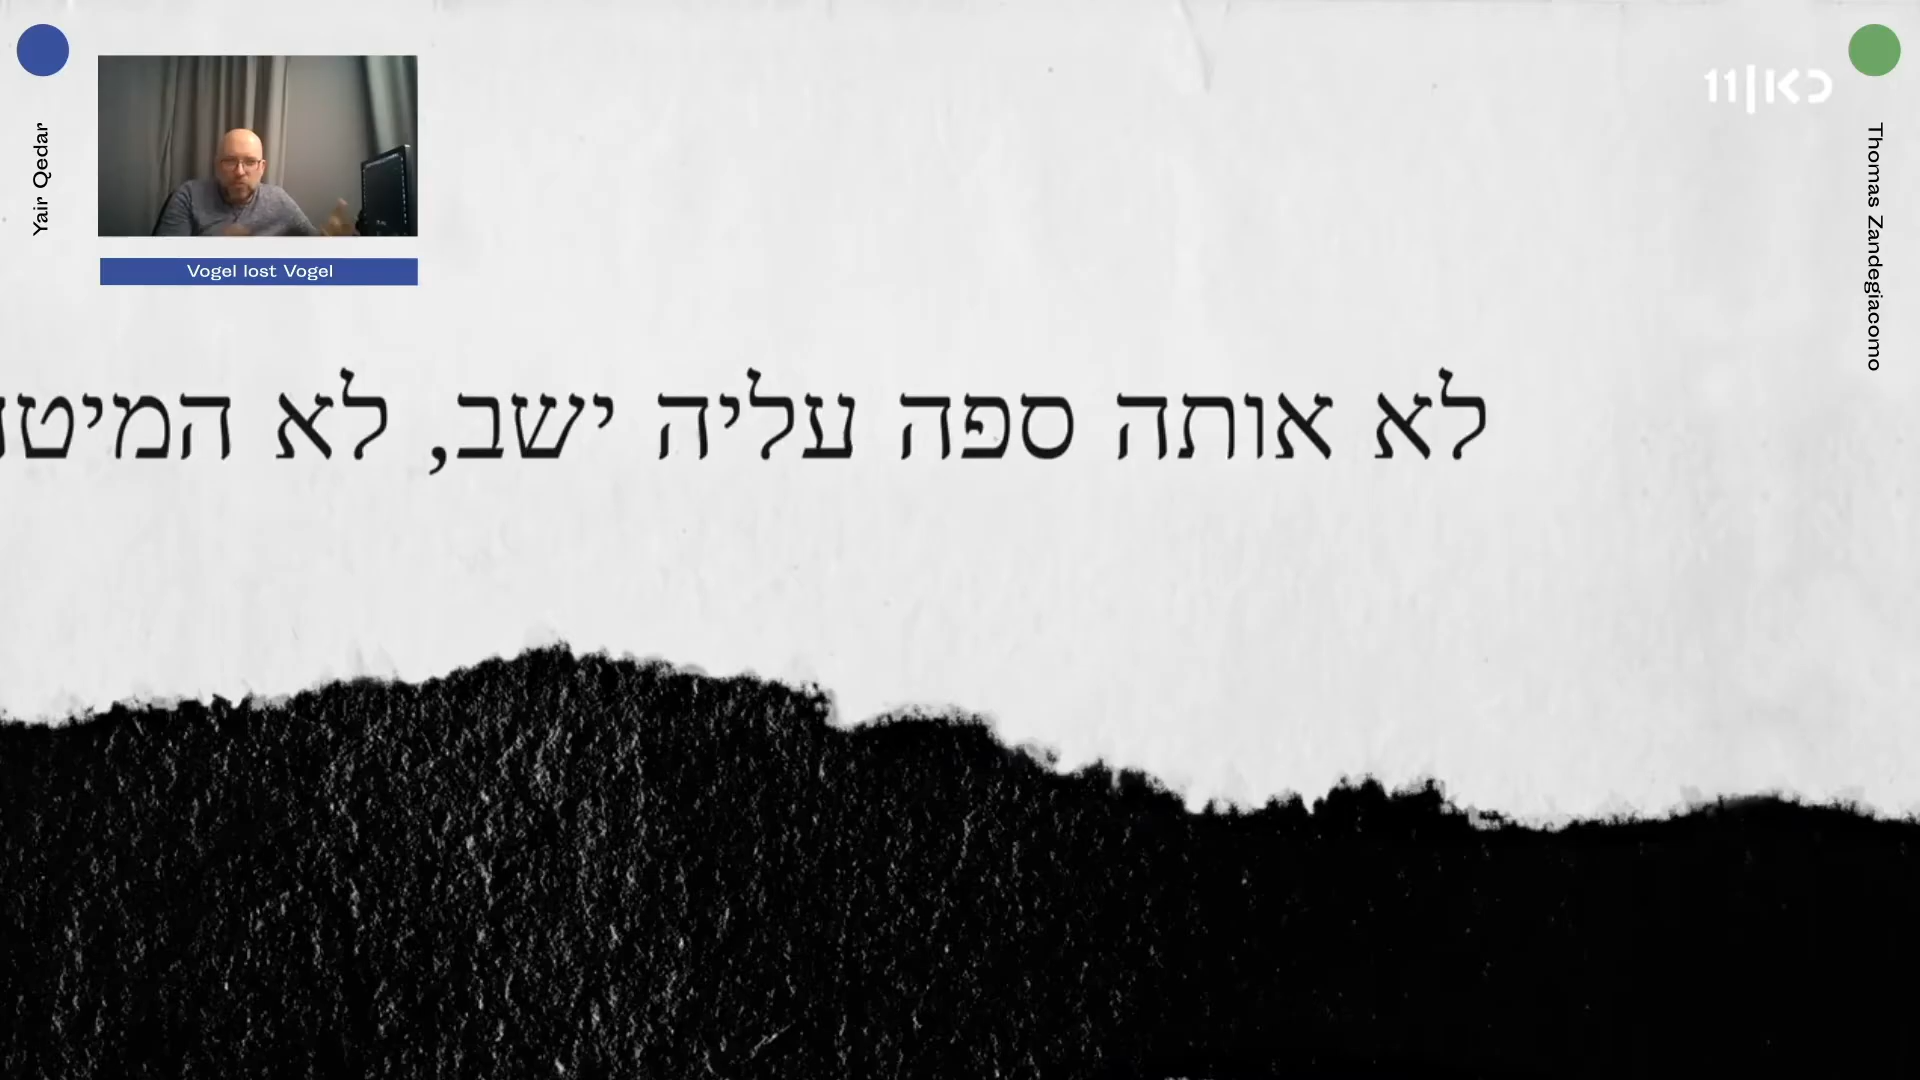 Yair Qedar
Vogel lost Vogel
כאן|11
Thomas Zandegiacomo
לא אותה ספה עליה ישב, לא